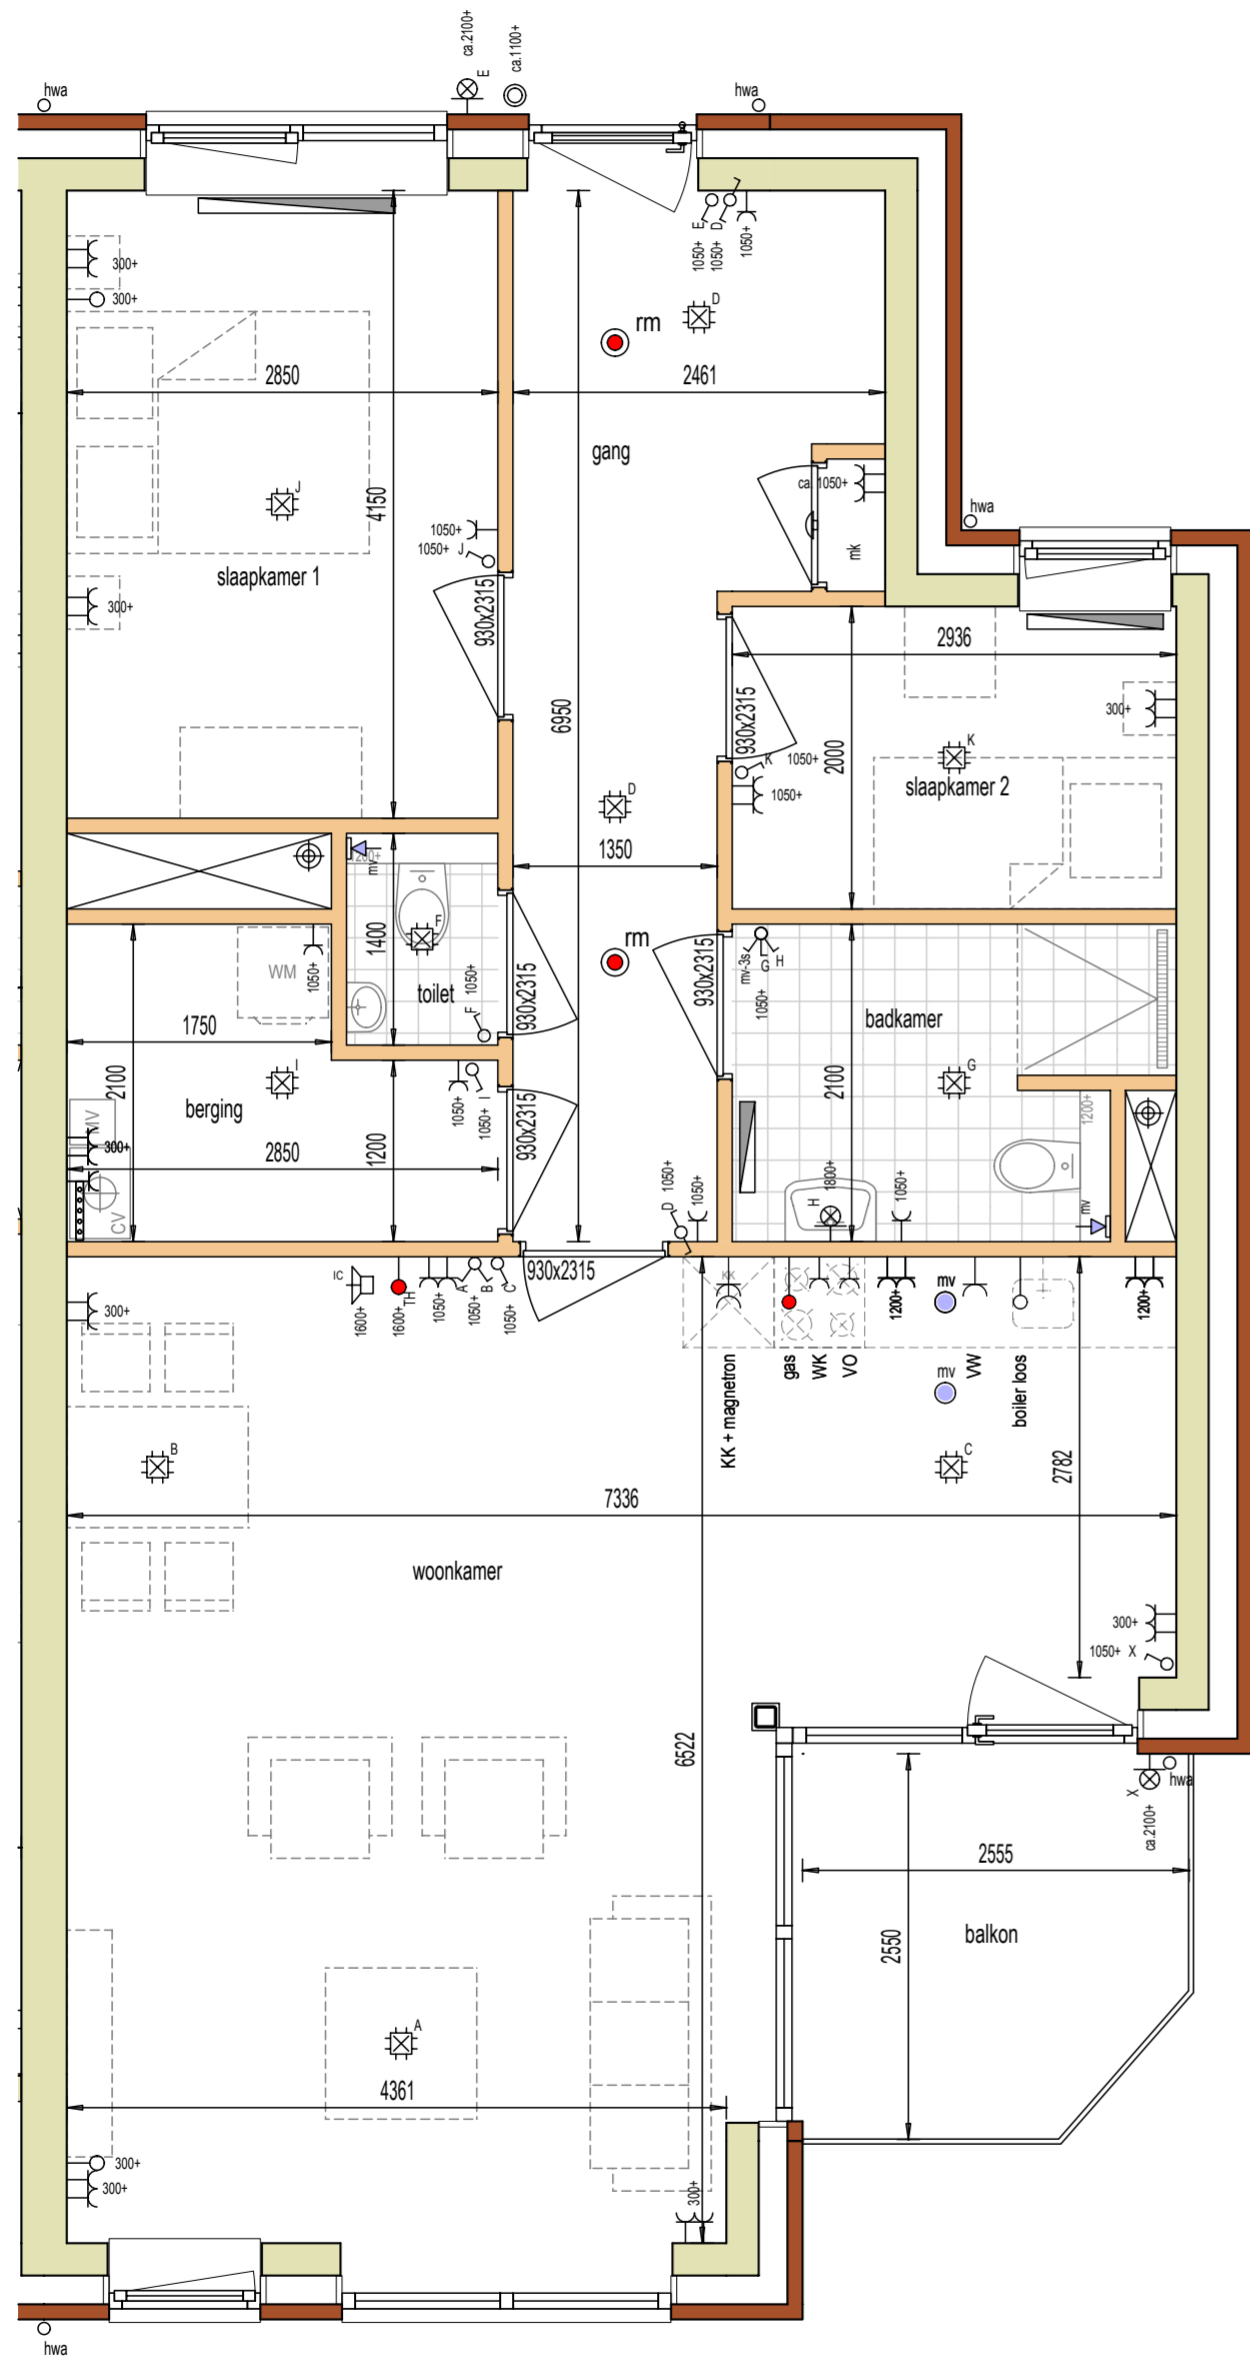 ca.2100+
E
ca.1100+
hwa
hwa
300+
300+
1050+ E
1050+ D
1050+
D
rm
2850
2461
gang
J
4150
ca. 1050+
mk
hwa
1050+
1050+ J
slaapkamer 1
300+
930x2315
6950
2936
930x2315
300+
K 1050+
1050+
2000
K
slaapkamer 2
D
1350
1200+
mv
F
1400
toilet
1050+
F
930x2315
rm
930x2315
mv-3s
G
H
1050+
badkamer
WM
1050+
1750
2100
I
berging
MV
300+
2850
CV
1200
1050+
1050+ I
930x2315
2100
G
1200+
H
1800+
1050+
mv
D 1050+
1050+
930x2315
IC
1600+
1600+
TH
1050+
A
1050+
B
1050+
C
300+
KK
KK + magnetron
gas
WK
VO
1200+
mv
mv
VW
boiler loos
1200+
B
C
2782
7336
woonkamer
300+
1050+ X
6522
X
hwa
ca.2100+
2555
2550
balkon
A
4361
300+
300+
300+
hwa